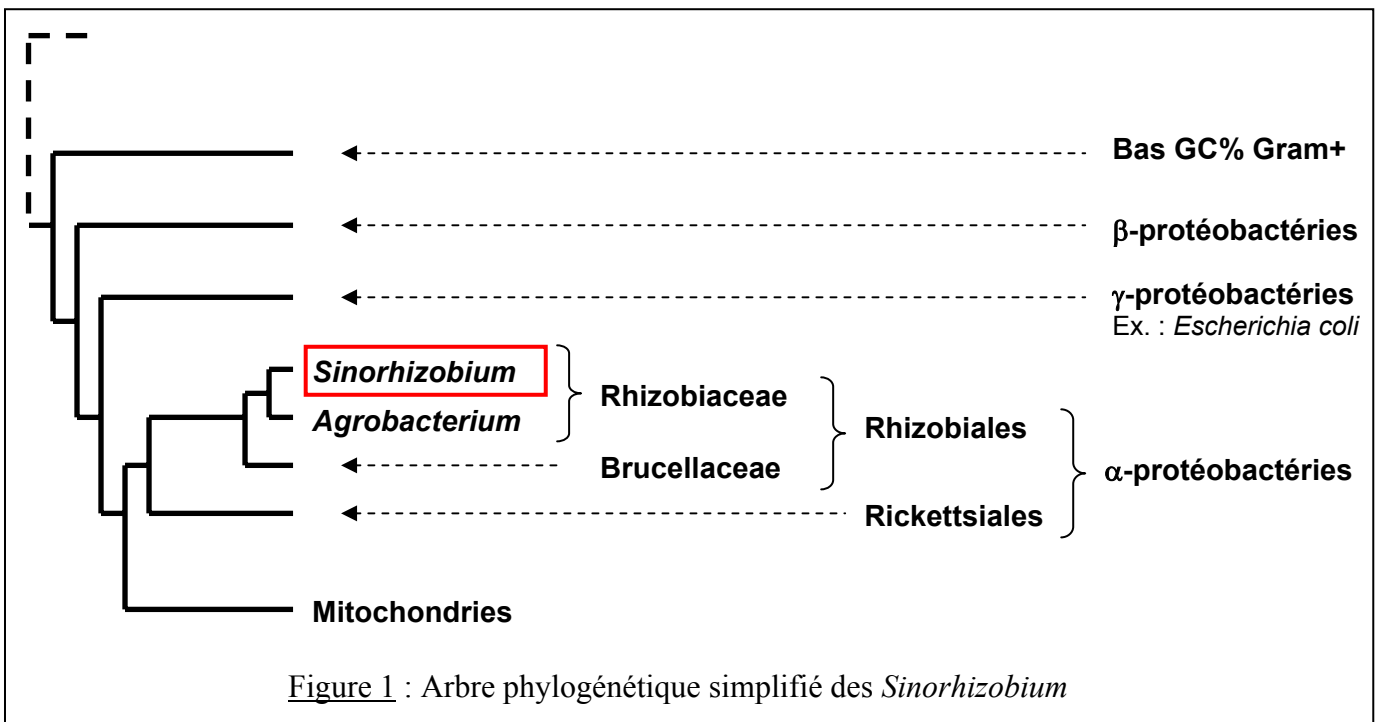 Bas GC% Gram+
β-protéobactéries
γ-protéobactéries
Ex. : Escherichia coli
Sinorhizobium
Rhizobiaceae
Agrobacterium
Rhizobiales
Brucellaceae
α-protéobactéries
Rickettsiales
Mitochondries
Figure 1 : Arbre phylogénétique simplifié des Sinorhizobium